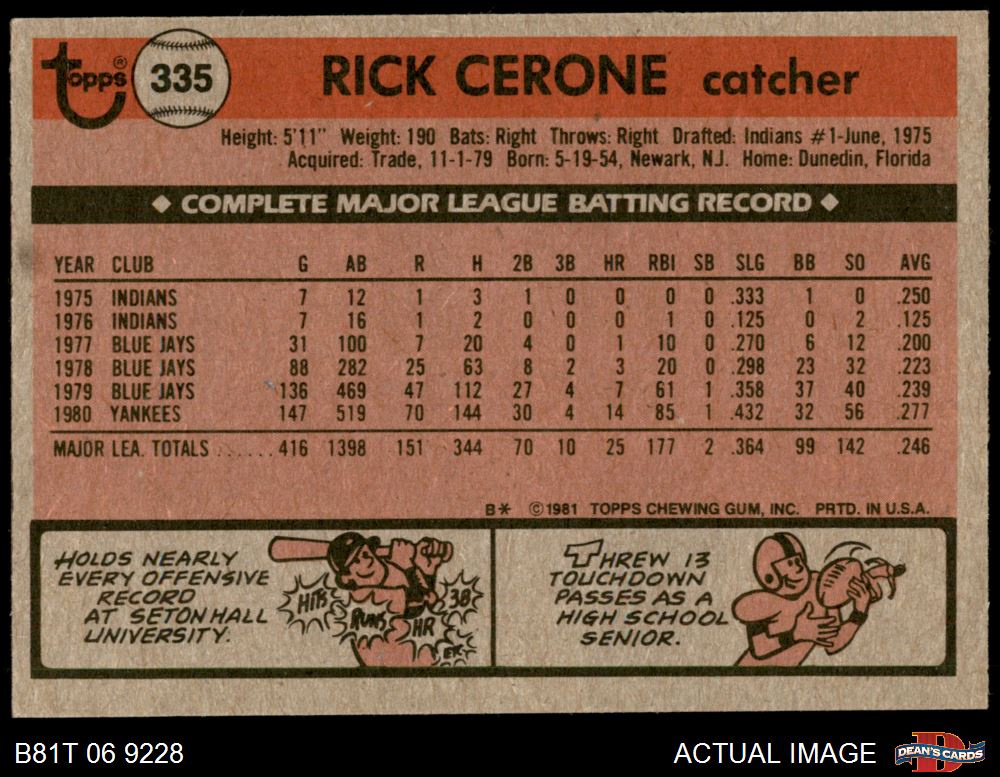 Topps® 335 RICK CERONE catcher
Height: 5'11" Weight: 190 Bats: Right Throws: Right Drafted: Indians #1-June, 1975
Acquired: Trade, 11-1-79 Born: 5-19-54, Newark, N.J. Home: Dunedin, Florida
◆ COMPLETE MAJOR LEAGUE BATTING RECORD ◆
YEAR CLUB G AB R H 2B 3B HR RBI SB SLG BB SO AVG
1975 INDIANS 7 12 1 3 1 0 0 0 0 .333 1 0 .250
1976 INDIANS 7 16 1 2 0 0 0 1 0 .125 0 2 .125
1977 BLUE JAYS 31 100 7 20 4 0 1 10 0 .270 6 12 .200
1978 BLUE JAYS 88 282 25 63 8 2 3 20 0 .298 23 32 .223
1979 BLUE JAYS 136 469 47 112 27 4 7 61 1 .358 37 40 .239
1980 YANKEES 147 519 70 144 30 4 14 85 1 .432 32 56 .277
MAJOR LEA. TOTALS ...... 416 1398 151 344 70 10 25 177 2 .364 99 142 .246
B* ©1981 TOPPS CHEWING GUM, INC. PRTD. IN U.S.A.
HOLDS NEARLY
EVERY OFFENSIVE
RECORD
AT SETON HALL
UNIVERSITY.
HITS
RUNS
HR
3B
ETC.
THREW 13
TOUCHDOWN
PASSES AS A
HIGH SCHOOL
SENIOR.
B81T 06 9228
ACTUAL IMAGE
D
DEAN'S CARDS